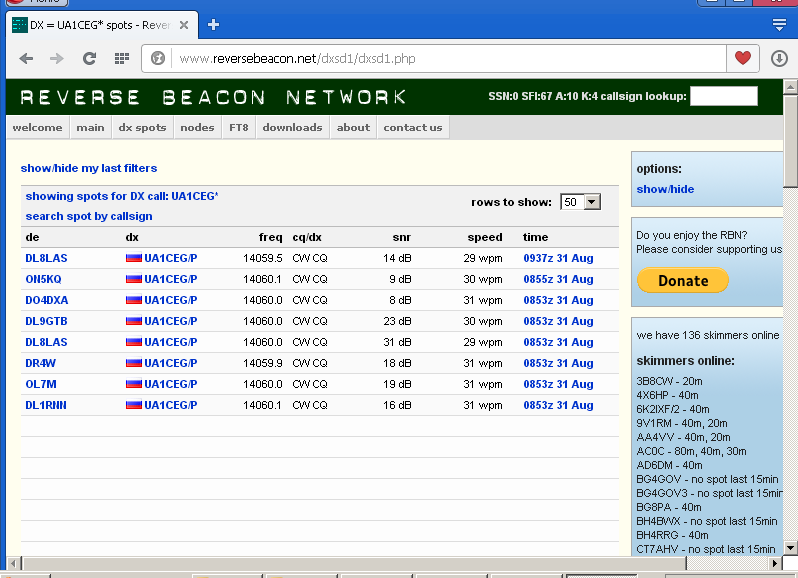 DX = UA1CEG* spots - Rever
www.reversebeacon.net/dxsd1/dxsd1.php
REVERSE BEACON NETWORK
SSN:0 SFI:67 A:10 K:4 callsign lookup:
welcome main dx spots nodes FT8 downloads about contact us
show/hide my last filters
showing spots for DX call: UA1CEG*
search spot by callsign
rows to show: 50
de dx freq cq/dx snr speed time
DL8LAS UA1CEG/P 14059.5 CW CQ 14 dB 29 wpm 0937z 31 Aug
ON5KQ UA1CEG/P 14060.1 CW CQ 9 dB 30 wpm 0855z 31 Aug
DO4DXA UA1CEG/P 14060.0 CW CQ 8 dB 31 wpm 0853z 31 Aug
DL9GTB UA1CEG/P 14060.0 CW CQ 23 dB 30 wpm 0853z 31 Aug
DL8LAS UA1CEG/P 14060.0 CW CQ 31 dB 29 wpm 0853z 31 Aug
DR4W UA1CEG/P 14059.9 CW CQ 18 dB 31 wpm 0853z 31 Aug
OL7M UA1CEG/P 14060.0 CW CQ 19 dB 31 wpm 0853z 31 Aug
DL1RNN UA1CEG/P 14060.1 CW CQ 16 dB 31 wpm 0853z 31 Aug
options:
show/hide
Do you enjoy the RBN?
Please consider supporting us
Donate
we have 136 skimmers online
skimmers online:
3B8CW - 20m
4X6HP - 40m
6K2IXF/2 - 40m
9V1RM - 40m, 20m
AA4VV - 40m, 20m
AC0C - 80m, 40m, 30m
AD6DM - 40m
BG4GOV - no spot last 15min
BG4GOV3 - no spot last 15min
BG8PA - 40m
BH4BWX - no spot last 15min
BH4RRG - 40m
CT7AHV - no spot last 15min